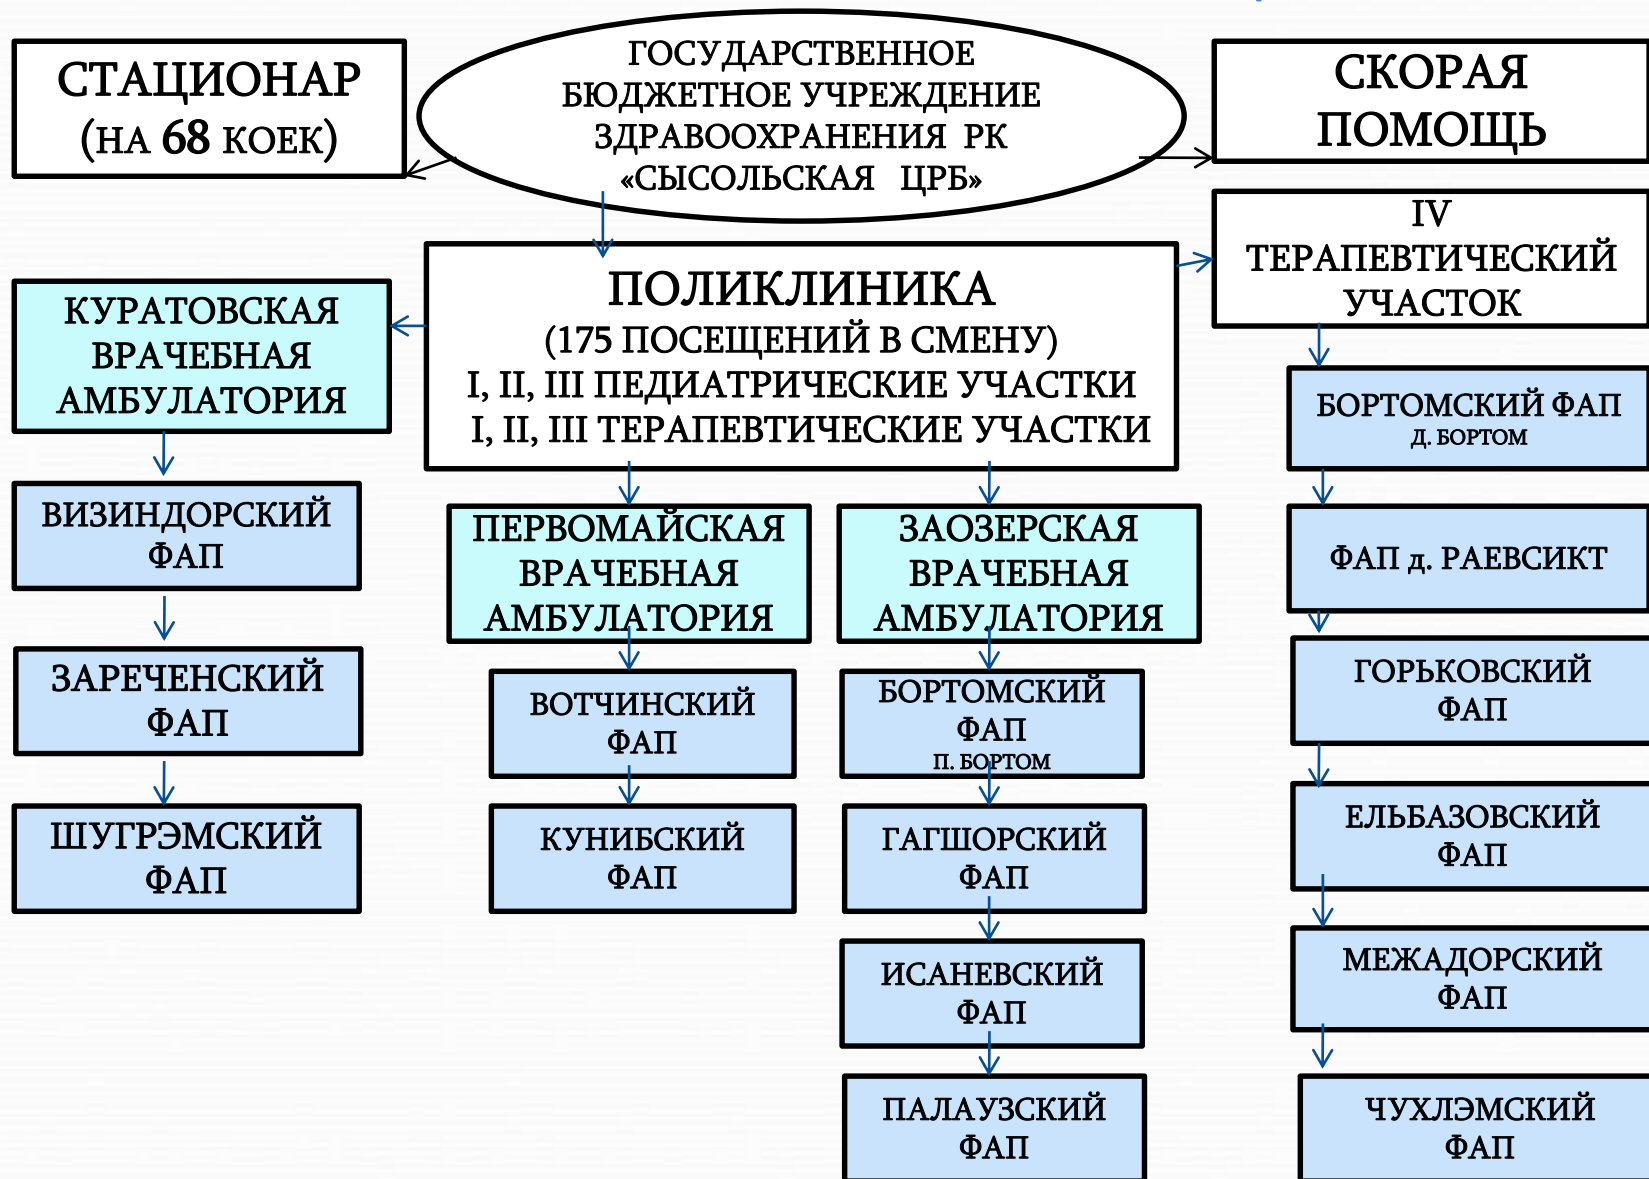 ГОСУДАРСТВЕННОЕ
БЮДЖЕТНОЕ УЧРЕЖДЕНИЕ
ЗДРАВООХРАНЕНИЯ РК
«СЫСОЛЬСКАЯ ЦРБ»
СТАЦИОНАР
(НА 68 КОЕК)
СКОРАЯ
ПОМОЩЬ
ПОЛИКЛИНИКА
(175 ПОСЕЩЕНИЙ В СМЕНУ)
I, II, III ПЕДИАТРИЧЕСКИЕ УЧАСТКИ
I, II, III ТЕРАПЕВТИЧЕСКИЕ УЧАСТКИ
КУРАТОВСКАЯ
ВРАЧЕБНАЯ
АМБУЛАТОРИЯ
ВИЗИНДОРСКИЙ
ФАП
ЗАРЕЧЕНСКИЙ
ФАП
ШУГРЭМСКИЙ
ФАП
ПЕРВОМАЙСКАЯ
ВРАЧЕБНАЯ
АМБУЛАТОРИЯ
ВОТЧИНСКИЙ
ФАП
КУНИБСКИЙ
ФАП
ЗАОЗЕРСКАЯ
ВРАЧЕБНАЯ
АМБУЛАТОРИЯ
БОРТОМСКИЙ
ФАП
П. БОРТОМ
ГАГШОРСКИЙ
ФАП
ИСАНЕВСКИЙ
ФАП
ПАЛАУЗСКИЙ
ФАП
IV
ТЕРАПЕВТИЧЕСКИЙ
УЧАСТОК
БОРТОМСКИЙ ФАП
Д. БОРТОМ
ФАП д. РАЕВСИКТ
ГОРЬКОВСКИЙ
ФАП
ЕЛЬБАЗОВСКИЙ
ФАП
МЕЖАДОРСКИЙ
ФАП
ЧУХЛЭМСКИЙ
ФАП